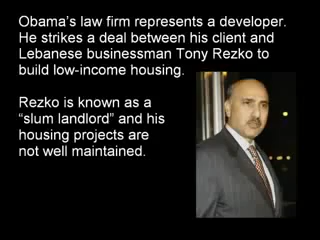 Obama's law firm represents a developer.
He strikes a deal between his client and
Lebanese businessman Tony Rezko to
build low-income housing.
Rezko is known as a
“slum landlord” and his
housing projects are
not well maintained.